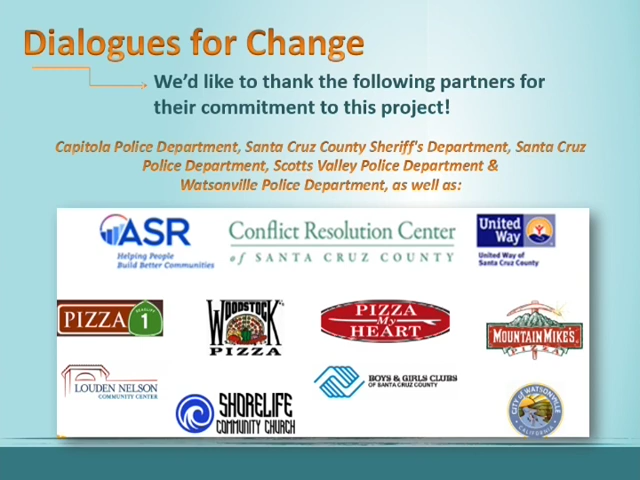 Dialogues for Change
We'd like to thank the following partners for
their commitment to this project!
Capitola Police Department, Santa Cruz County Sheriff's Department, Santa Cruz
Police Department, Scotts Valley Police Department &
Watsonville Police Department, as well as:
ASR
Helping People
Build Better Communities
Conflict Resolution Center
of SANTA CRUZ COUNTY
United
Way
United Way of
Santa Cruz County
PIZZA 1
WOODSTOCK'S
PIZZA
PIZZA
My
HEART
MOUNTAIN MIKE'S
PIZZA
LOUDEN NELSON
COMMUNITY CENTER
SHORELIFE
COMMUNITY CHURCH
BOYS & GIRLS CLUBS
OF SANTA CRUZ COUNTY
CITY OF WATSONVILLE
CALIFORNIA